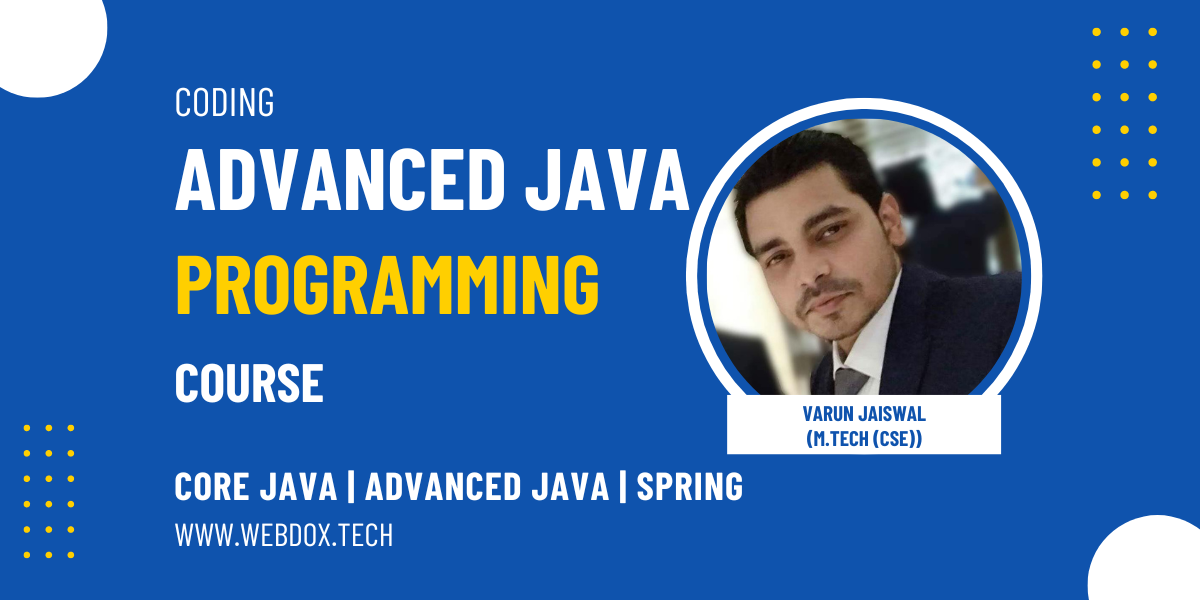 CODING
ADVANCED JAVA
PROGRAMMING
COURSE
VARUN JAISWAL
(M.TECH (CSE))
CORE JAVA | ADVANCED JAVA | SPRING
WWW.WEBDOX.TECH